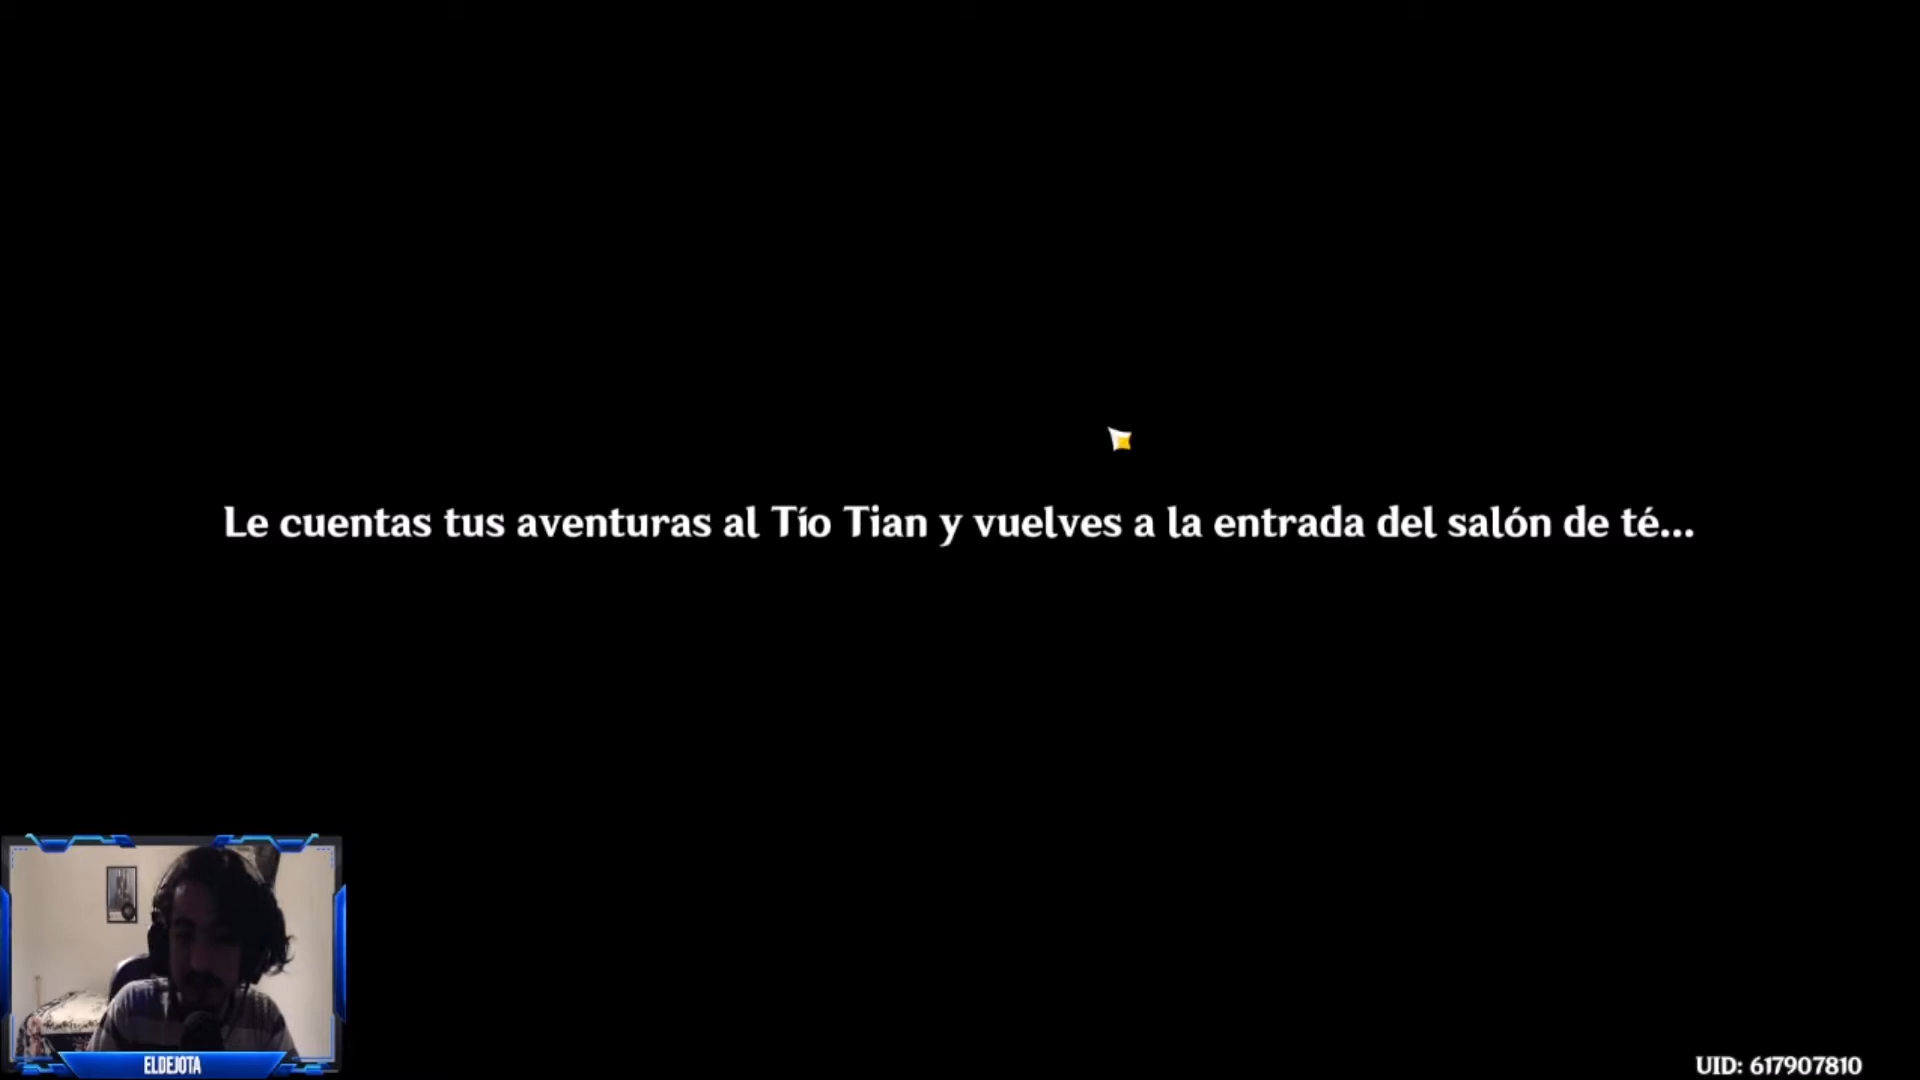 Le cuentas tus aventuras al Tío Tian y vuelves a la entrada del salón de té...
ELDEJOTA
UID: 617907810